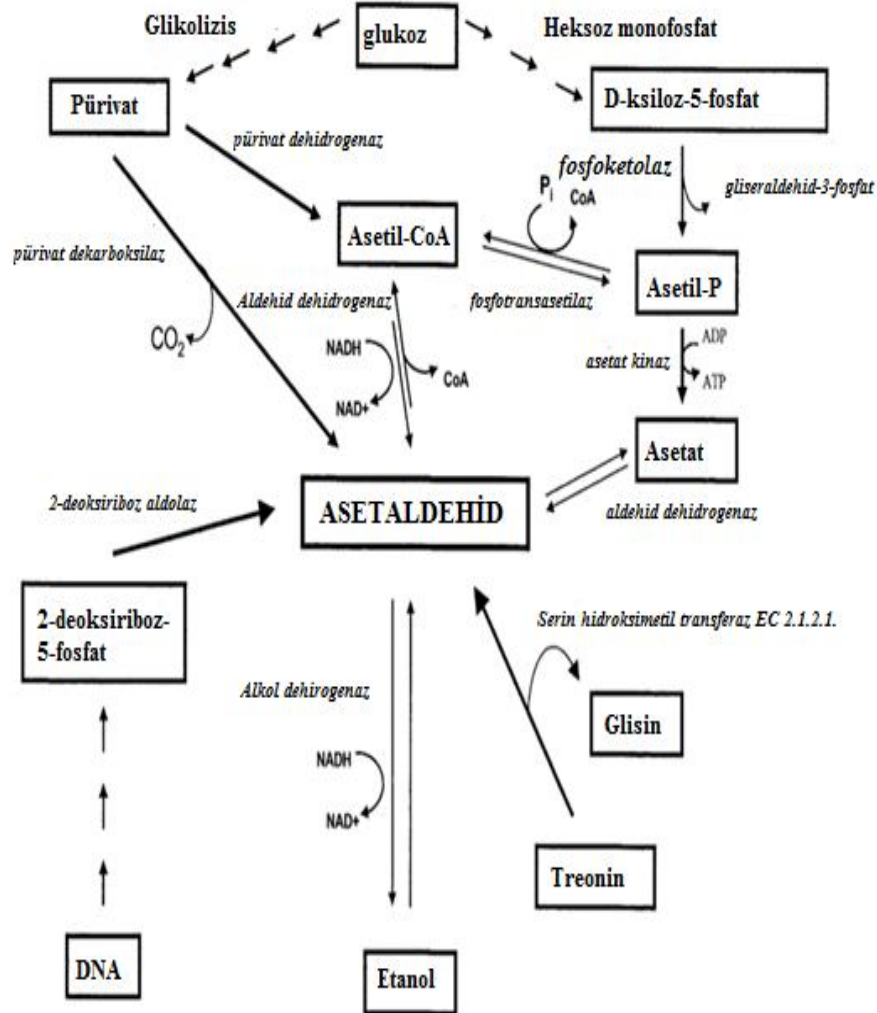 Glikolizis
glukoz
Heksoz monofosfat
Pürivat
D-ksiloz-5-fosfat
pürivat dehidrogenaz
fosfoketolaz
gliseraldehid-3-fosfat
Pi
CoA
Asetil-CoA
pürivat dekarboksilaz
Aldehid dehidrogenaz
fosfotransasetilaz
Asetil-P
CO2
NADH
CoA
NAD+
asetat kinaz
ADP
ATP
Asetat
2-deoksiriboz aldolaz
ASETALDEHİD
aldehid dehidrogenaz
2-deoksiriboz-
5-fosfat
Serin hidroksimetil transferaz EC 2.1.2.1.
Alkol dehirogenaz
Glisin
NADH
NAD+
Treonin
DNA
Etanol